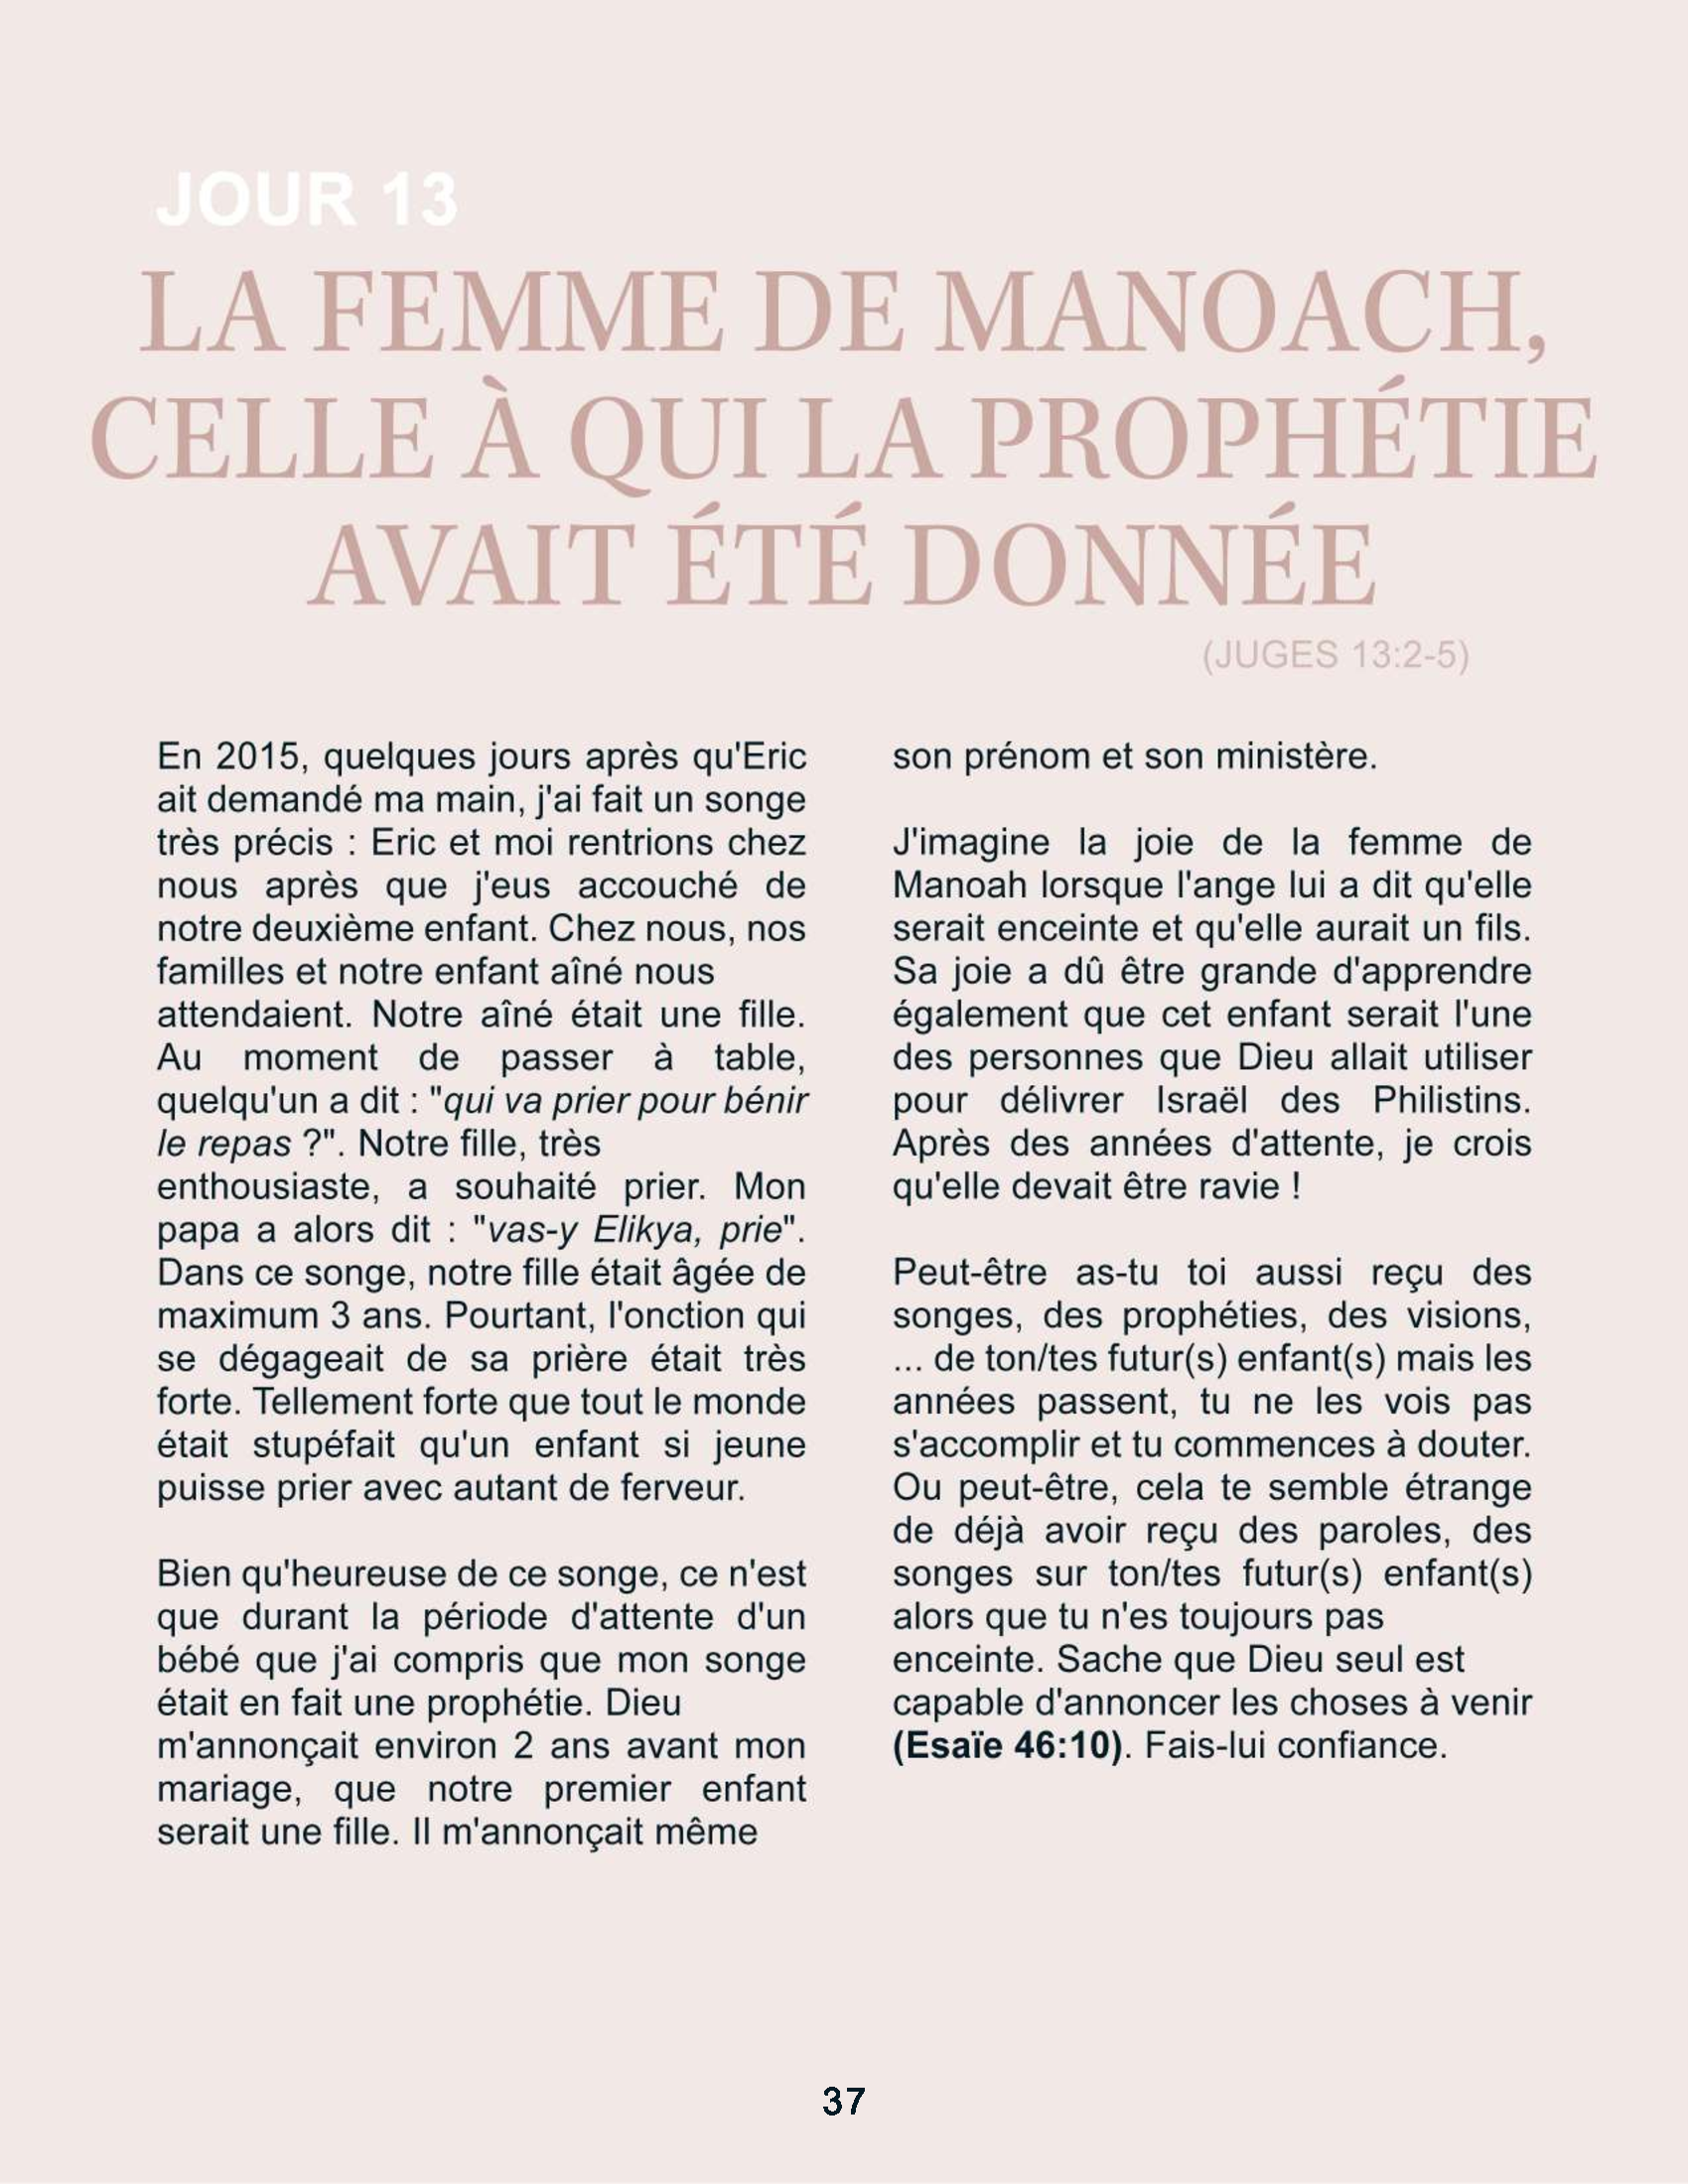 JOUR 13
LA FEMME DE MANOACH,
CELLE À QUI LA PROPHÉTIE
AVAIT ÉTÉ DONNÉE
(JUGES 13:2-5)
En 2015, quelques jours après qu'Eric
ait demandé ma main, j'ai fait un songe
très précis : Eric et moi rentrions chez
nous après que j'eus accouché de
notre deuxième enfant. Chez nous, nos
familles et notre enfant aîné nous
attendaient. Notre aîné était une fille.
Au moment de passer à table,
quelqu'un a dit : "qui va prier pour bénir
le repas ?". Notre fille, très
enthousiaste, a souhaité prier. Mon
papa a alors dit : "vas-y Elikya, prie".
Dans ce songe, notre fille était âgée de
maximum 3 ans. Pourtant, l'onction qui
se dégageait de sa prière était très
forte. Tellement forte que tout le monde
était stupéfait qu'un enfant si jeune
puisse prier avec autant de ferveur.
Bien qu'heureuse de ce songe, ce n'est
que durant la période d'attente d'un
bébé que j'ai compris que mon songe
était en fait une prophétie. Dieu
m'annonçait environ 2 ans avant mon
mariage, que notre premier enfant
serait une fille. Il m'annonçait même
son prénom et son ministère.
J'imagine la joie de la femme de
Manoah lorsque l'ange lui a dit qu'elle
serait enceinte et qu'elle aurait un fils.
Sa joie a dû être grande d'apprendre
également que cet enfant serait l'une
des personnes que Dieu allait utiliser
pour délivrer Israël des Philistins.
Après des années d'attente, je crois
qu'elle devait être ravie !
Peut-être as-tu toi aussi reçu des
songes, des prophéties, des visions,
... de ton/tes futur(s) enfant(s) mais les
années passent, tu ne les vois pas
s'accomplir et tu commences à douter.
Ou peut-être, cela te semble étrange
de déjà avoir reçu des paroles, des
songes sur ton/tes futur(s) enfant(s)
alors que tu n'es toujours pas
enceinte. Sache que Dieu seul est
capable d'annoncer les choses à venir
(Esaïe 46:10). Fais-lui confiance.
37